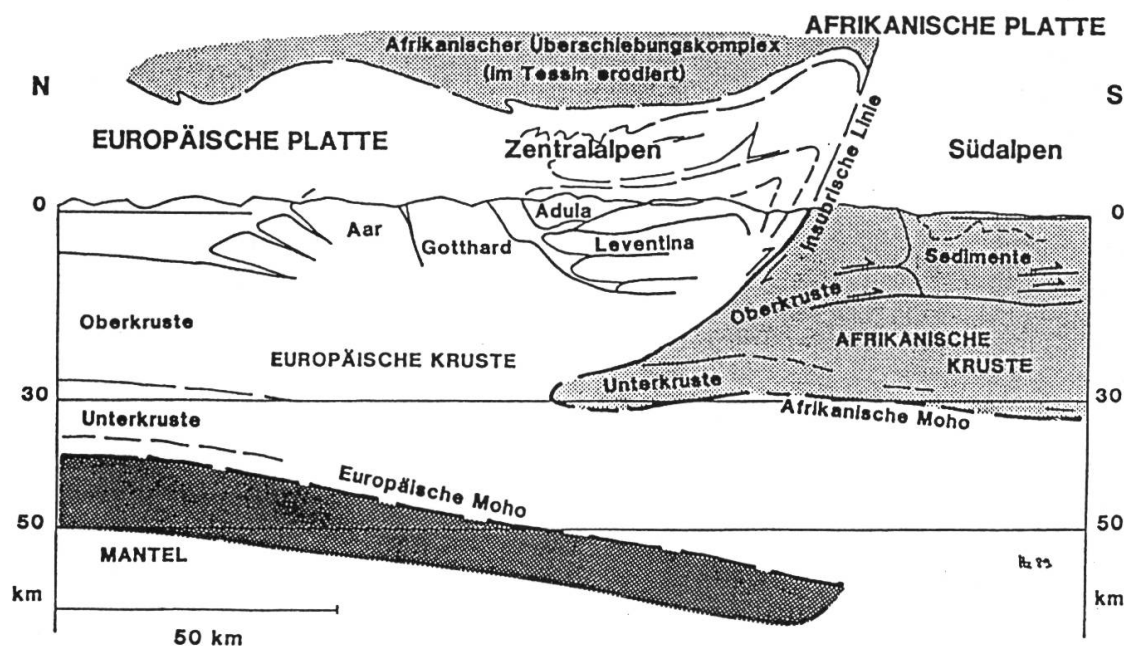 AFRIKANISCHE PLATTE
Afrikanischer Überschiebungskomplex
(im Tessin erodiert)
N
S
EUROPÄISCHE PLATTE
Zentralalpen
Insubrische Linie
Südalpen
0
0
Aar
Gotthard
Adula
Leventina
Sedimente
Oberkruste
Oberkruste
EUROPÄISCHE KRUSTE
AFRIKANISCHE
KRUSTE
30
Unterkruste
30
Unterkruste
Afrikanische Moho
Europäische Moho
50
50
MANTEL
km
km
50 km